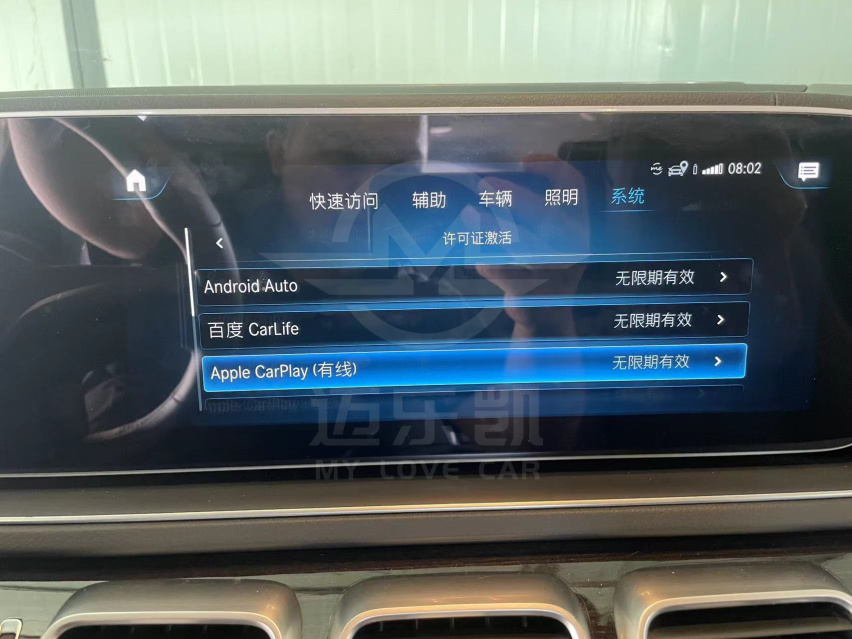 08:02
快速访问 辅助 车辆 照明 系统
许可证激活
Android Auto 无限期有效
百度 CarLife 无限期有效
Apple CarPlay (有线) 无限期有效
迈乐凯
MY LOVE CAR